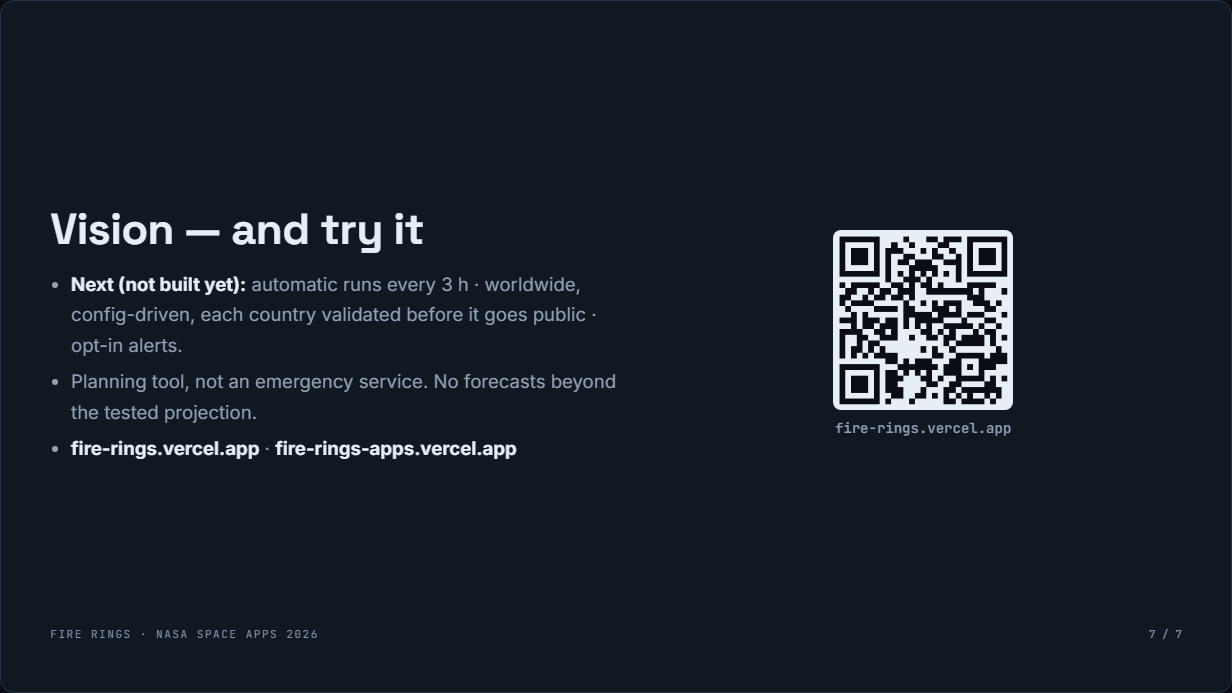 Vision — and try it
• Next (not built yet): automatic runs every 3 h · worldwide,
config-driven, each country validated before it goes public ·
opt-in alerts.
• Planning tool, not an emergency service. No forecasts beyond
the tested projection.
• fire-rings.vercel.app · fire-rings-apps.vercel.app
fire-rings.vercel.app
FIRE RINGS · NASA SPACE APPS 2026
7 / 7